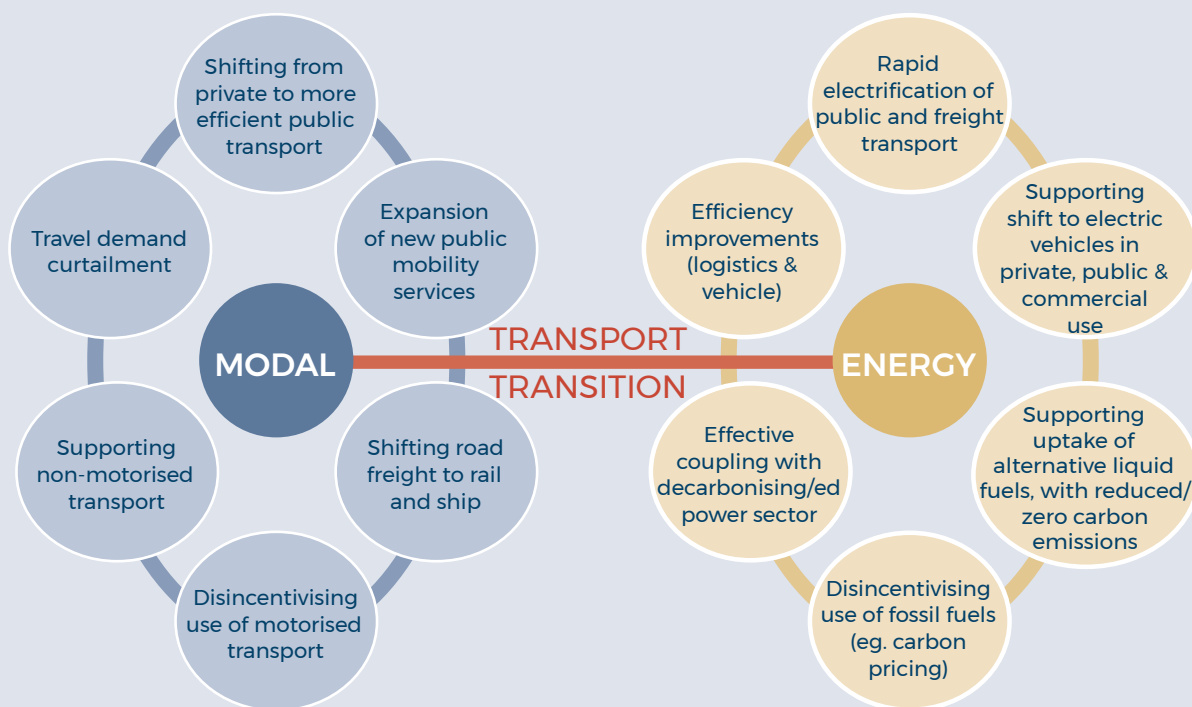 Shifting from
private to more
efficient public
transport
Expansion
of new public
mobility
services
Travel demand
curtailment
MODAL
Supporting
non-motorised
transport
Shifting road
freight to rail
and ship
Disincentivising
use of motorised
transport
TRANSPORT
TRANSITION
Rapid
electrification of
public and freight
transport
Efficiency
improvements
(logistics &
vehicle)
Supporting
shift to electric
vehicles in
private, public &
commercial
use
ENERGY
Effective
coupling with
decarbonising/ed
power sector
Supporting
uptake of
alternative liquid
fuels, with reduced/
zero carbon
emissions
Disincentivising
use of fossil fuels
(eg. carbon
pricing)